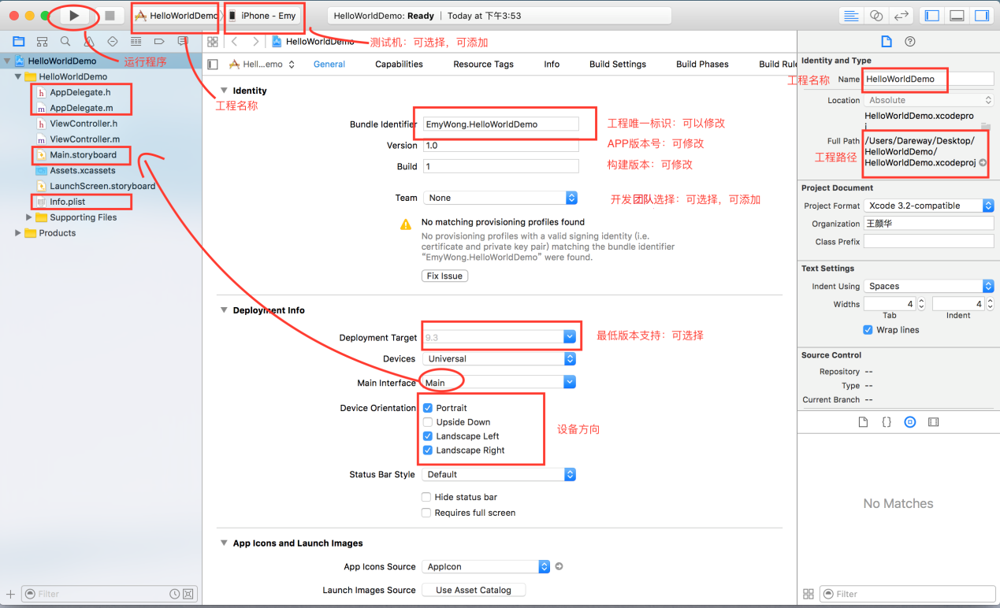 HelloWorldDemo
iPhone - Emy
HelloWorldDemo: Ready | Today at 下午3:53
HelloWorldDemo
测试机：可选择，可添加
运行程序
工程名称
HelloWorldDemo
HelloWorldDemo
AppDelegate.h
AppDelegate.m
ViewController.h
ViewController.m
Main.storyboard
Assets.xcassets
LaunchScreen.storyboard
Info.plist
Supporting Files
Products
Filter
Hell...emo
General
Capabilities
Resource Tags
Info
Build Settings
Build Phases
Build Rule
Identity
Bundle Identifier
EmyWong.HelloWorldDemo
工程唯一标识：可以修改
Version
1.0
APP版本号：可修改
Build
1
构建版本：可修改
Team
None
开发团队选择：可选择，可添加
No matching provisioning profiles found
No provisioning profiles with a valid signing identity (i.e.
certificate and private key pair) matching the bundle identifier
“EmyWong.HelloWorldDemo” were found.
Fix Issue
Deployment Info
Deployment Target
9.3
最低版本支持：可选择
Devices
Universal
Main Interface
Main
Device Orientation
Portrait
Upside Down
Landscape Left
Landscape Right
设备方向
Status Bar Style
Default
Hide status bar
Requires full screen
App Icons and Launch Images
App Icons Source
AppIcon
Launch Images Source
Use Asset Catalog
Identity and Type
工程名称
Name
HelloWorldDemo
Location
Absolute
HelloWorldDemo.xcodepro
j
Full Path
/Users/Dareway/Desktop/
HelloWorldDemo/
HelloWorldDemo.xcodeproj
工程路径
Project Document
Project Format
Xcode 3.2-compatible
Organization
王颜华
Class Prefix
Text Settings
Indent Using
Spaces
Widths
4
4
Tab
Indent
Wrap lines
Source Control
Repository --
Type --
Current Branch --
No Matches
Filter